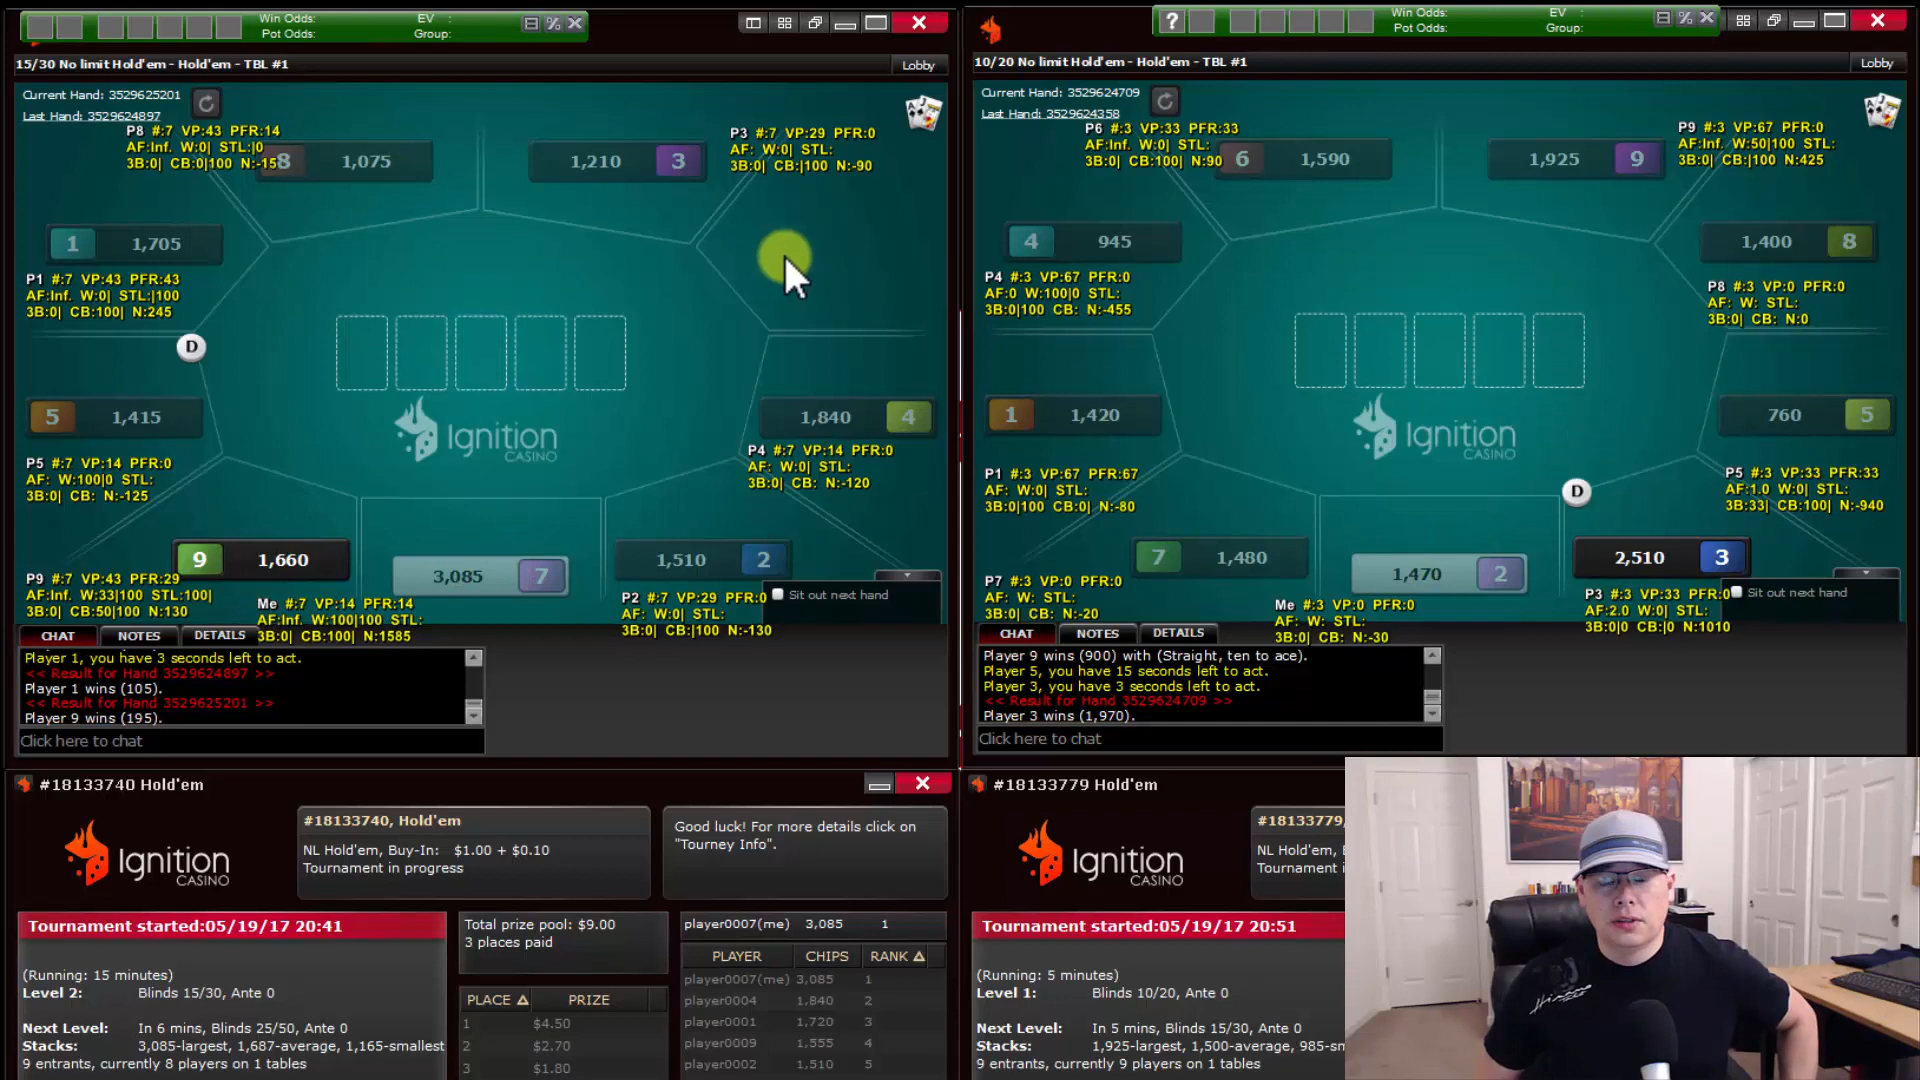 Win Odds:
Pot Odds:
EV :
Group:
15/30 No limit Hold'em - Hold'em - TBL #1
Lobby
Current Hand: 3529625201
Last Hand: 3529624897
P8 #:7 VP:43 PFR:14
AF:Inf. W:0| STL:|0
3B:0| CB:0|100 N:-15
8 1,075
1,210 3
P3 #:7 VP:29 PFR:0
AF: W:0| STL:
3B:0| CB:|100 N:-90
1 1,705
P1 #:7 VP:43 PFR:43
AF:Inf. W:0| STL:|100
3B:0| CB:100| N:245
D
5 1,415
P5 #:7 VP:14 PFR:0
AF: W:100|0 STL:
3B:0| CB: N:-125
Ignition
CASINO
1,840 4
P4 #:7 VP:14 PFR:0
AF: W:0| STL:
3B:0| CB: N:-120
9 1,660
P9 #:7 VP:43 PFR:29
AF:Inf. W:33|100 STL:100|
3B:0| CB:50|100 N:130
3,085 7
Me #:7 VP:14 PFR:14
AF:Inf. W:100|100 STL:
3B:0| CB:100| N:1585
1,510 2
P2 #:7 VP:29 PFR:0
AF: W:0| STL:
3B:0| CB:|100 N:-130
Sit out next hand
CHAT NOTES DETAILS
Player 1, you have 3 seconds left to act.
<< Result for Hand 3529624897 >>
Player 1 wins (105).
<< Result for Hand 3529625201 >>
Player 9 wins (195).
Click here to chat
?
Win Odds:
Pot Odds:
EV :
Group:
10/20 No limit Hold'em - Hold'em - TBL #1
Lobby
Current Hand: 3529624709
Last Hand: 3529624358
P6 #:3 VP:33 PFR:33
AF:Inf. W:0| STL:
3B:0| CB:100| N:90
6 1,590
1,925 9
P9 #:3 VP:67 PFR:0
AF:Inf. W:50|100 STL:
3B:0| CB:|100 N:425
4 945
P4 #:3 VP:67 PFR:0
AF:0 W:100|0 STL:
3B:0|100 CB: N:-455
1,400 8
P8 #:3 VP:0 PFR:0
AF: W: STL:
3B:0| CB: N:0
1 1,420
P1 #:3 VP:67 PFR:67
AF: W:0| STL:
3B:0|100 CB:0| N:-80
Ignition
CASINO
760 5
P5 #:3 VP:33 PFR:33
AF:1.0 W:0| STL:
3B:33| CB:100| N:-940
D
7 1,480
P7 #:3 VP:0 PFR:0
AF: W: STL:
3B:0| CB: N:-20
1,470 2
Me #:3 VP:0 PFR:0
AF: W: STL:
3B:0| CB: N:-30
2,510 3
P3 #:3 VP:33 PFR:0
AF:2.0 W:0| STL:
3B:0|0 CB:|0 N:1010
Sit out next hand
CHAT NOTES DETAILS
Player 9 wins (900) with (Straight, ten to ace).
Player 5, you have 15 seconds left to act.
Player 3, you have 3 seconds left to act.
<< Result for Hand 3529624709 >>
Player 3 wins (1,970).
Click here to chat
#18133740 Hold'em
Ignition
CASINO
#18133740, Hold'em
NL Hold'em, Buy-In: $1.00 + $0.10
Tournament in progress
Good luck! For more details click on
"Tourney Info".
Tournament started:05/19/17 20:41
(Running: 15 minutes)
Level 2: Blinds 15/30, Ante 0
Next Level: In 6 mins, Blinds 25/50, Ante 0
Stacks: 3,085-largest, 1,687-average, 1,165-smallest
9 entrants, currently 8 players on 1 tables
Total prize pool: $9.00
3 places paid
PLACE PRIZE
1 $4.50
2 $2.70
3 $1.80
player0007(me) 3,085 1
PLAYER CHIPS RANK
player0007(me) 3,085 1
player0004 1,840 2
player0001 1,720 3
player0009 1,555 4
player0002 1,510 5
#18133779 Hold'em
Ignition
CASINO
#18133779,
NL Hold'em,
Tournament
Tournament started:05/19/17 20:51
(Running: 5 minutes)
Level 1: Blinds 10/20, Ante 0
Next Level: In 5 mins, Blinds 15/30, Ante 0
Stacks: 1,925-largest, 1,500-average, 985-sm
9 entrants, currently 9 players on 1 tables